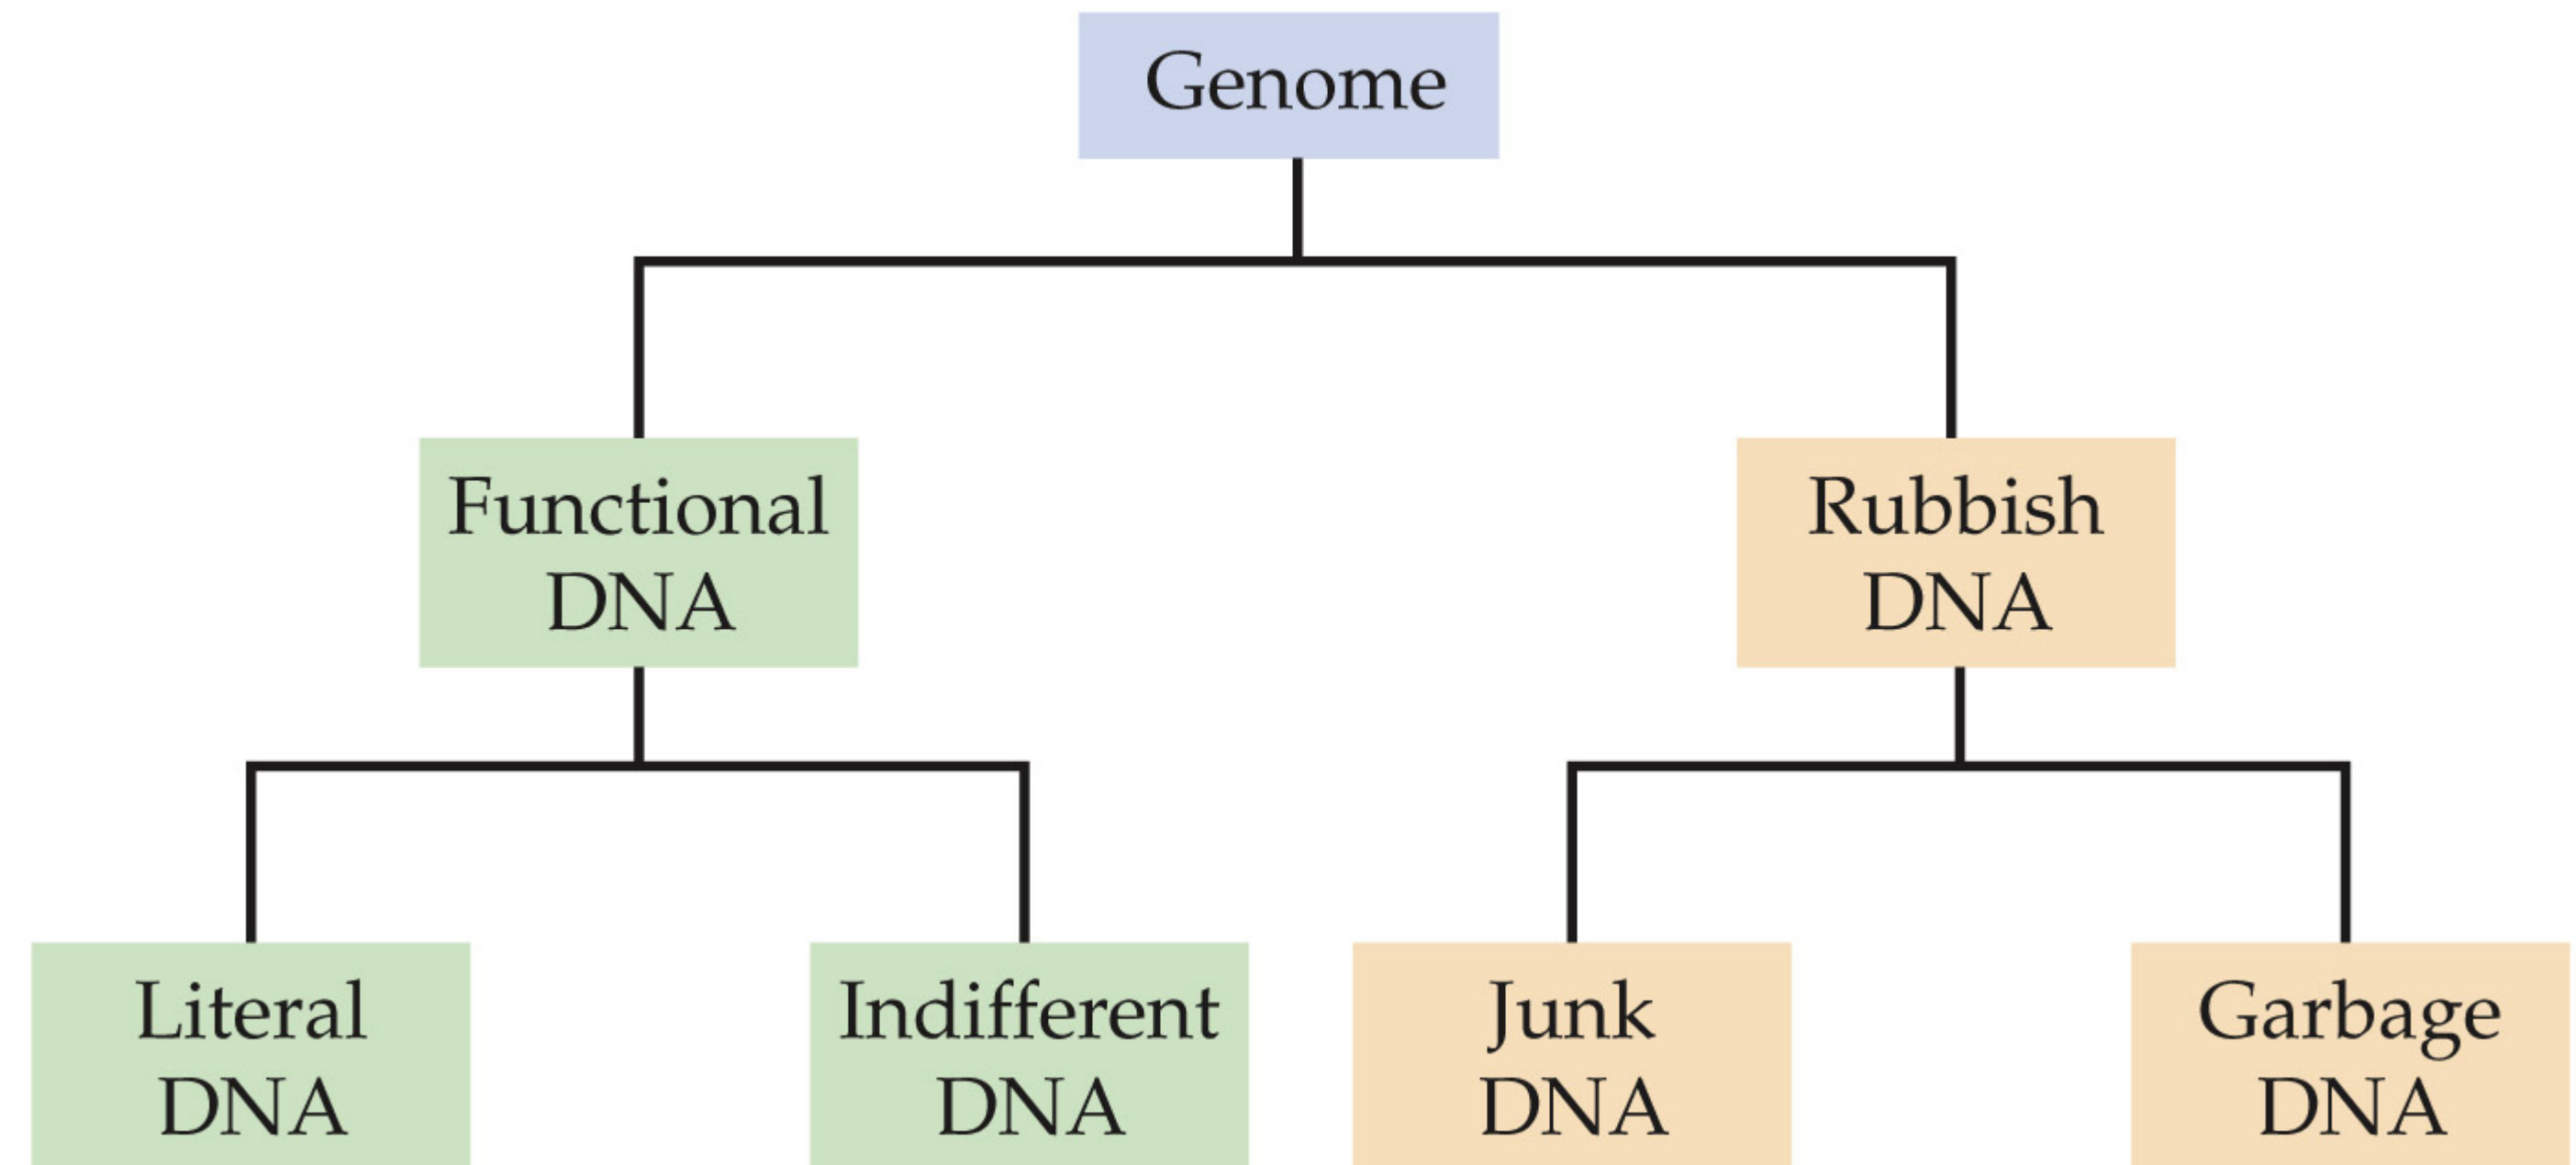 Genome
Functional
DNA
Rubbish
DNA
Literal
DNA
Indifferent
DNA
Junk
DNA
Garbage
DNA